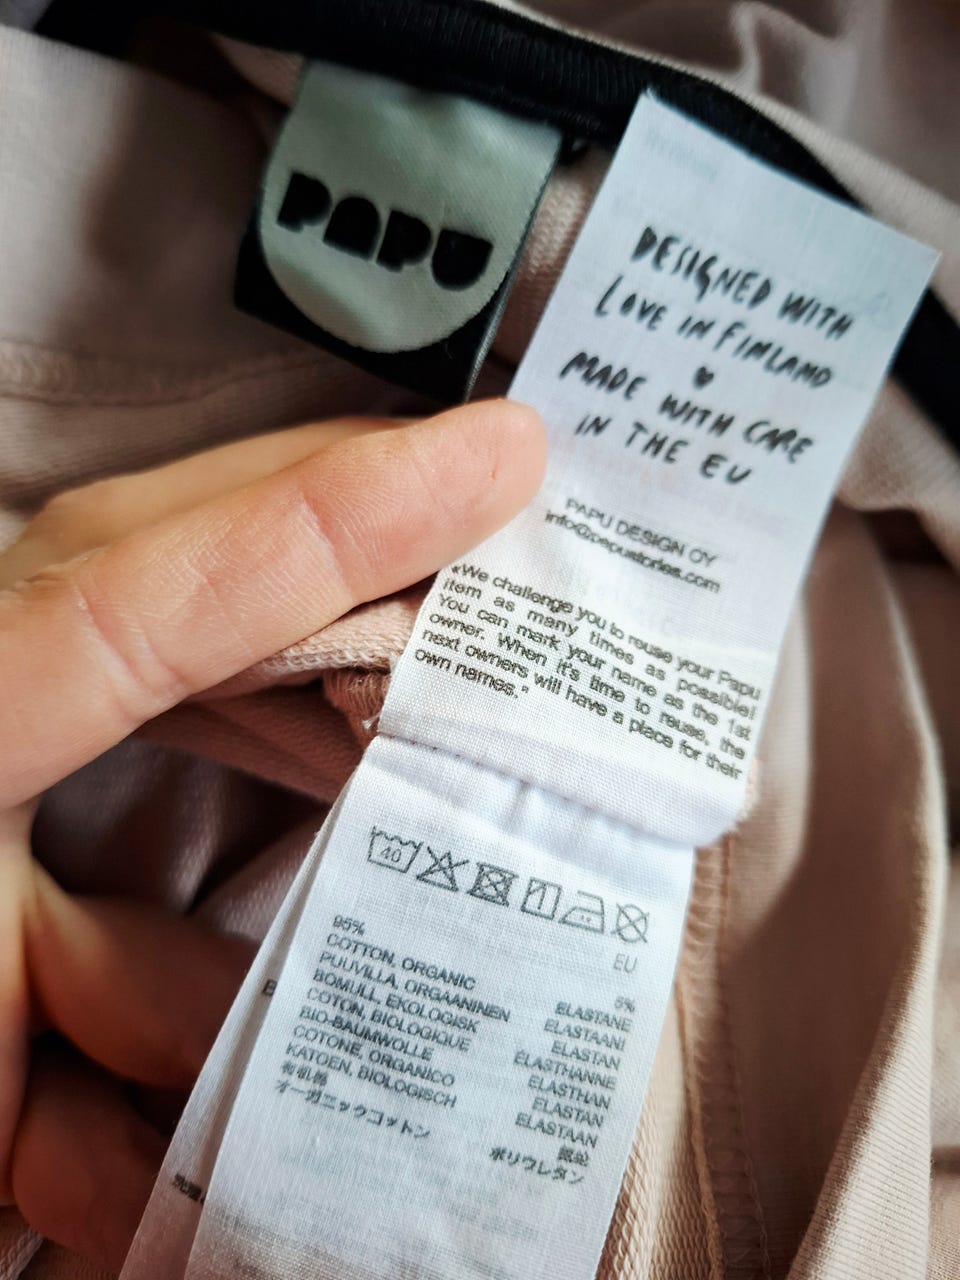 PAPU
DESIGNED WITH
LOVE IN FINLAND
MADE WITH CARE
IN THE EU
PAPU DESIGN OY
info@papustories.com
"We challenge you to reuse your Papu
item as many times as possible!
You can mark your name as the 1st
owner. When it's time to reuse, the
next owners will have a place for their
own names."
40
EU
95%
COTTON, ORGANIC
PUUVILLA, ORGAANINEN
BOMULL, EKOLOGISK
COTON, BIOLOGIQUE
BIO-BAUMWOLLE
COTONE, ORGANICO
KATOEN, BIOLOGISCH
有机棉
オーガニックコットン
5%
ELASTANE
ELASTAANI
ELASTAN
ELASTHANNE
ELASTHAN
ELASTAN
ELASTAAN
ポリウレタン